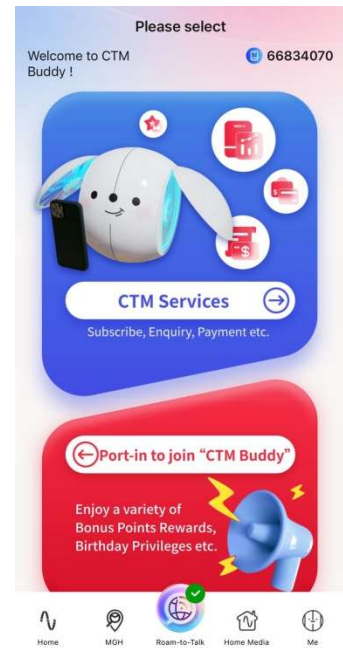 Please select
Welcome to CTM
Buddy !
66834070
CTM Services
Subscribe, Enquiry, Payment etc.
Port-in to join “CTM Buddy”
Enjoy a variety of
Bonus Points Rewards,
Birthday Privileges etc.
Home
MGH
Roam-to-Talk
Home Media
Me